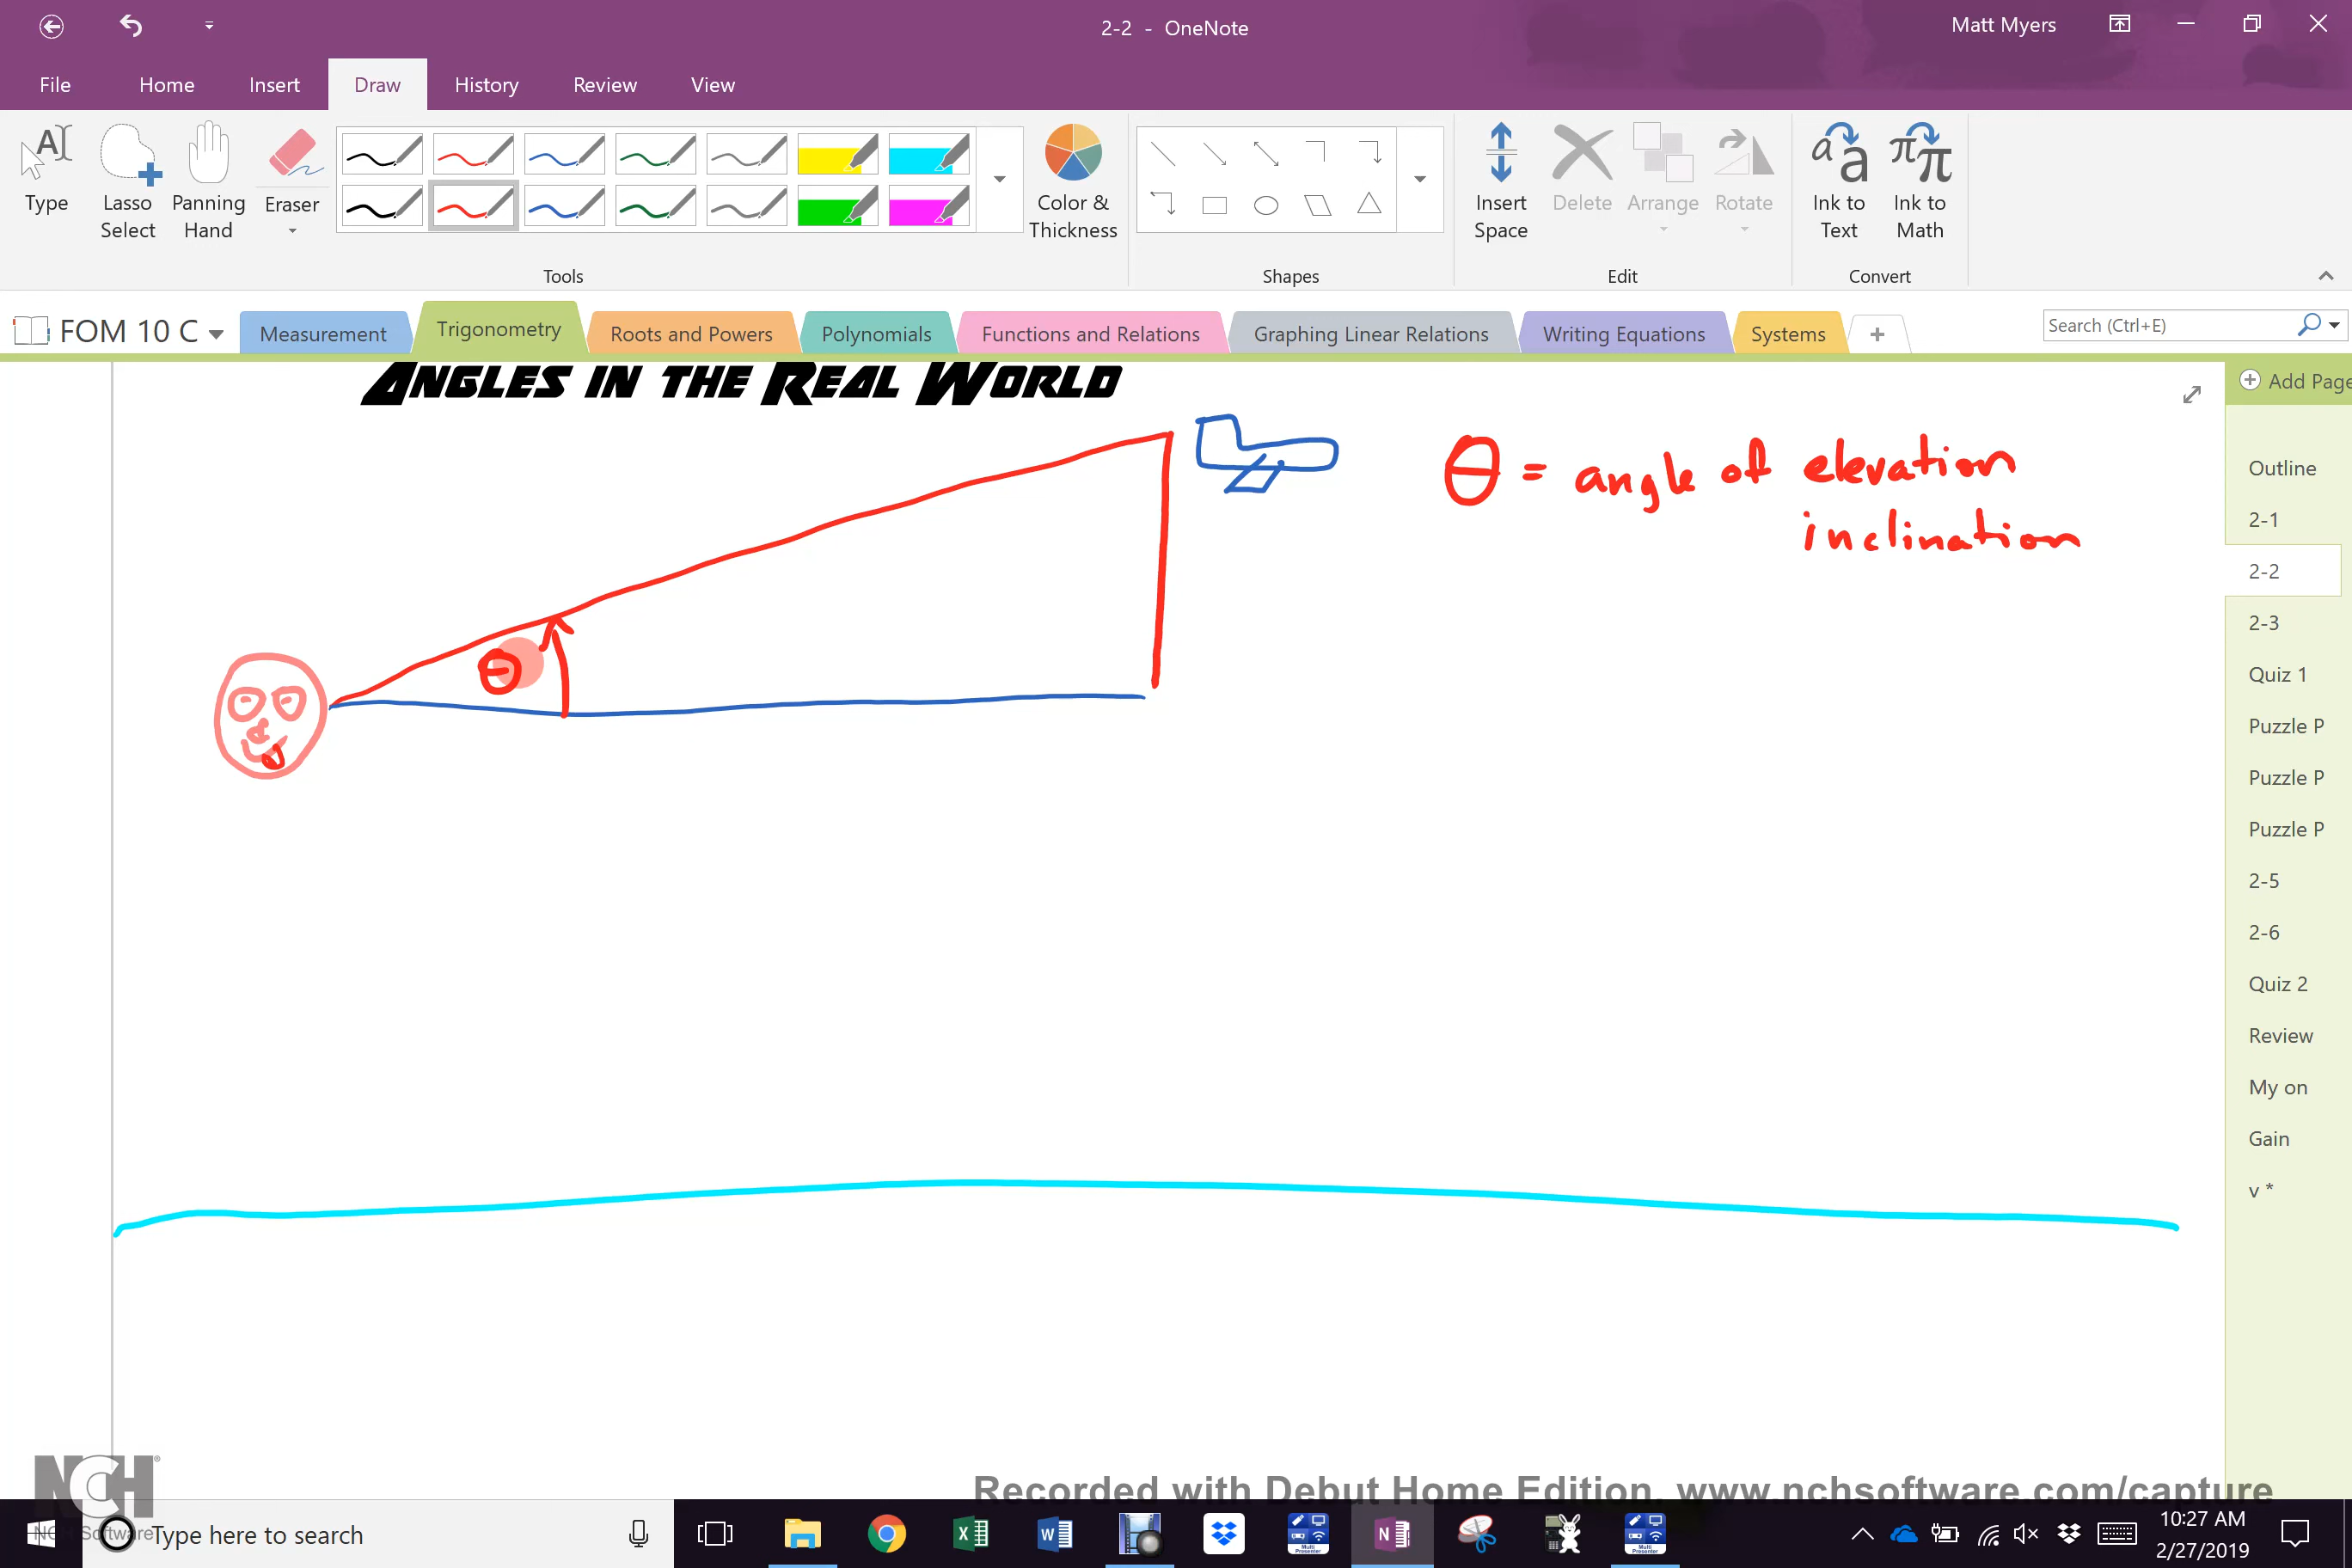 2-2 - OneNote
Matt Myers
File Home Insert Draw History Review View
Type
Lasso Select
Panning Hand
Eraser
Color & Thickness
Insert Space
Delete
Arrange
Rotate
Ink to Text
Ink to Math
Tools
Shapes
Edit
Convert
FOM 10 C
Measurement
Trigonometry
Roots and Powers
Polynomials
Functions and Relations
Graphing Linear Relations
Writing Equations
Systems
Search (Ctrl+E)
Add Page
Angles in the Real World
θ = angle of elevation
inclination
θ
Outline
2-1
2-2
2-3
Quiz 1
Puzzle P
Puzzle P
Puzzle P
2-5
2-6
Quiz 2
Review
My on
Gain
v *
NCH
NCH Software
Recorded with Debut Home Edition. www.nchsoftware.com/capture
Type here to search
10:27 AM
2/27/2019